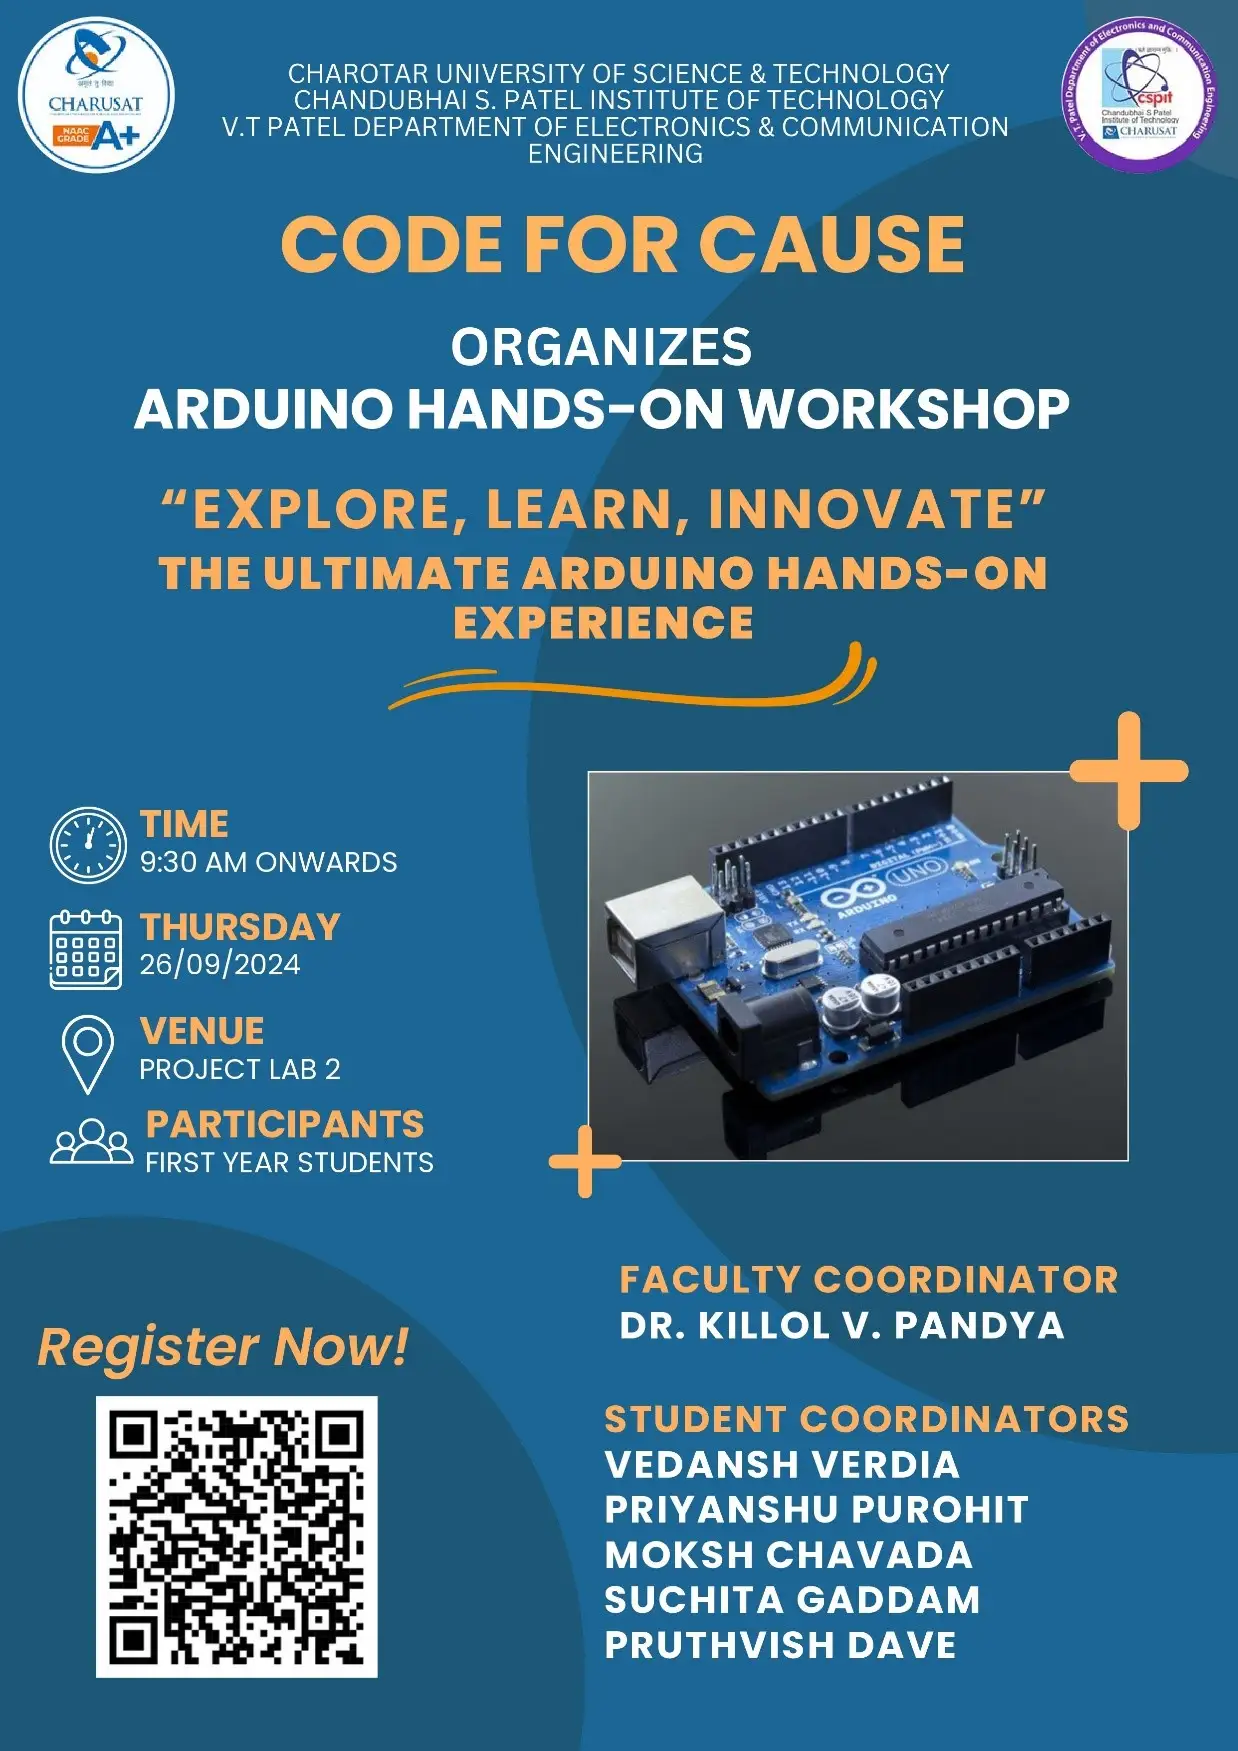 CHARUSAT
NAAC
GRADE A+
CHAROTAR UNIVERSITY OF SCIENCE & TECHNOLOGY
CHANDUBHAI S. PATEL INSTITUTE OF TECHNOLOGY
V.T PATEL DEPARTMENT OF ELECTRONICS & COMMUNICATION
ENGINEERING
V. T. Patel Department of Electronics and Communication Engineering
cspit
Chandubhai S Patel
Institute of Technology
CHARUSAT
CODE FOR CAUSE
ORGANIZES
ARDUINO HANDS-ON WORKSHOP
“EXPLORE, LEARN, INNOVATE”
THE ULTIMATE ARDUINO HANDS-ON
EXPERIENCE
TIME
9:30 AM ONWARDS
THURSDAY
26/09/2024
VENUE
PROJECT LAB 2
PARTICIPANTS
FIRST YEAR STUDENTS
DIGITAL (PWM~)
UNO
ARDUINO
FACULTY COORDINATOR
DR. KILLOL V. PANDYA
Register Now!
STUDENT COORDINATORS
VEDANSH VERDIA
PRIYANSHU PUROHIT
MOKSH CHAVADA
SUCHITA GADDAM
PRUTHVISH DAVE